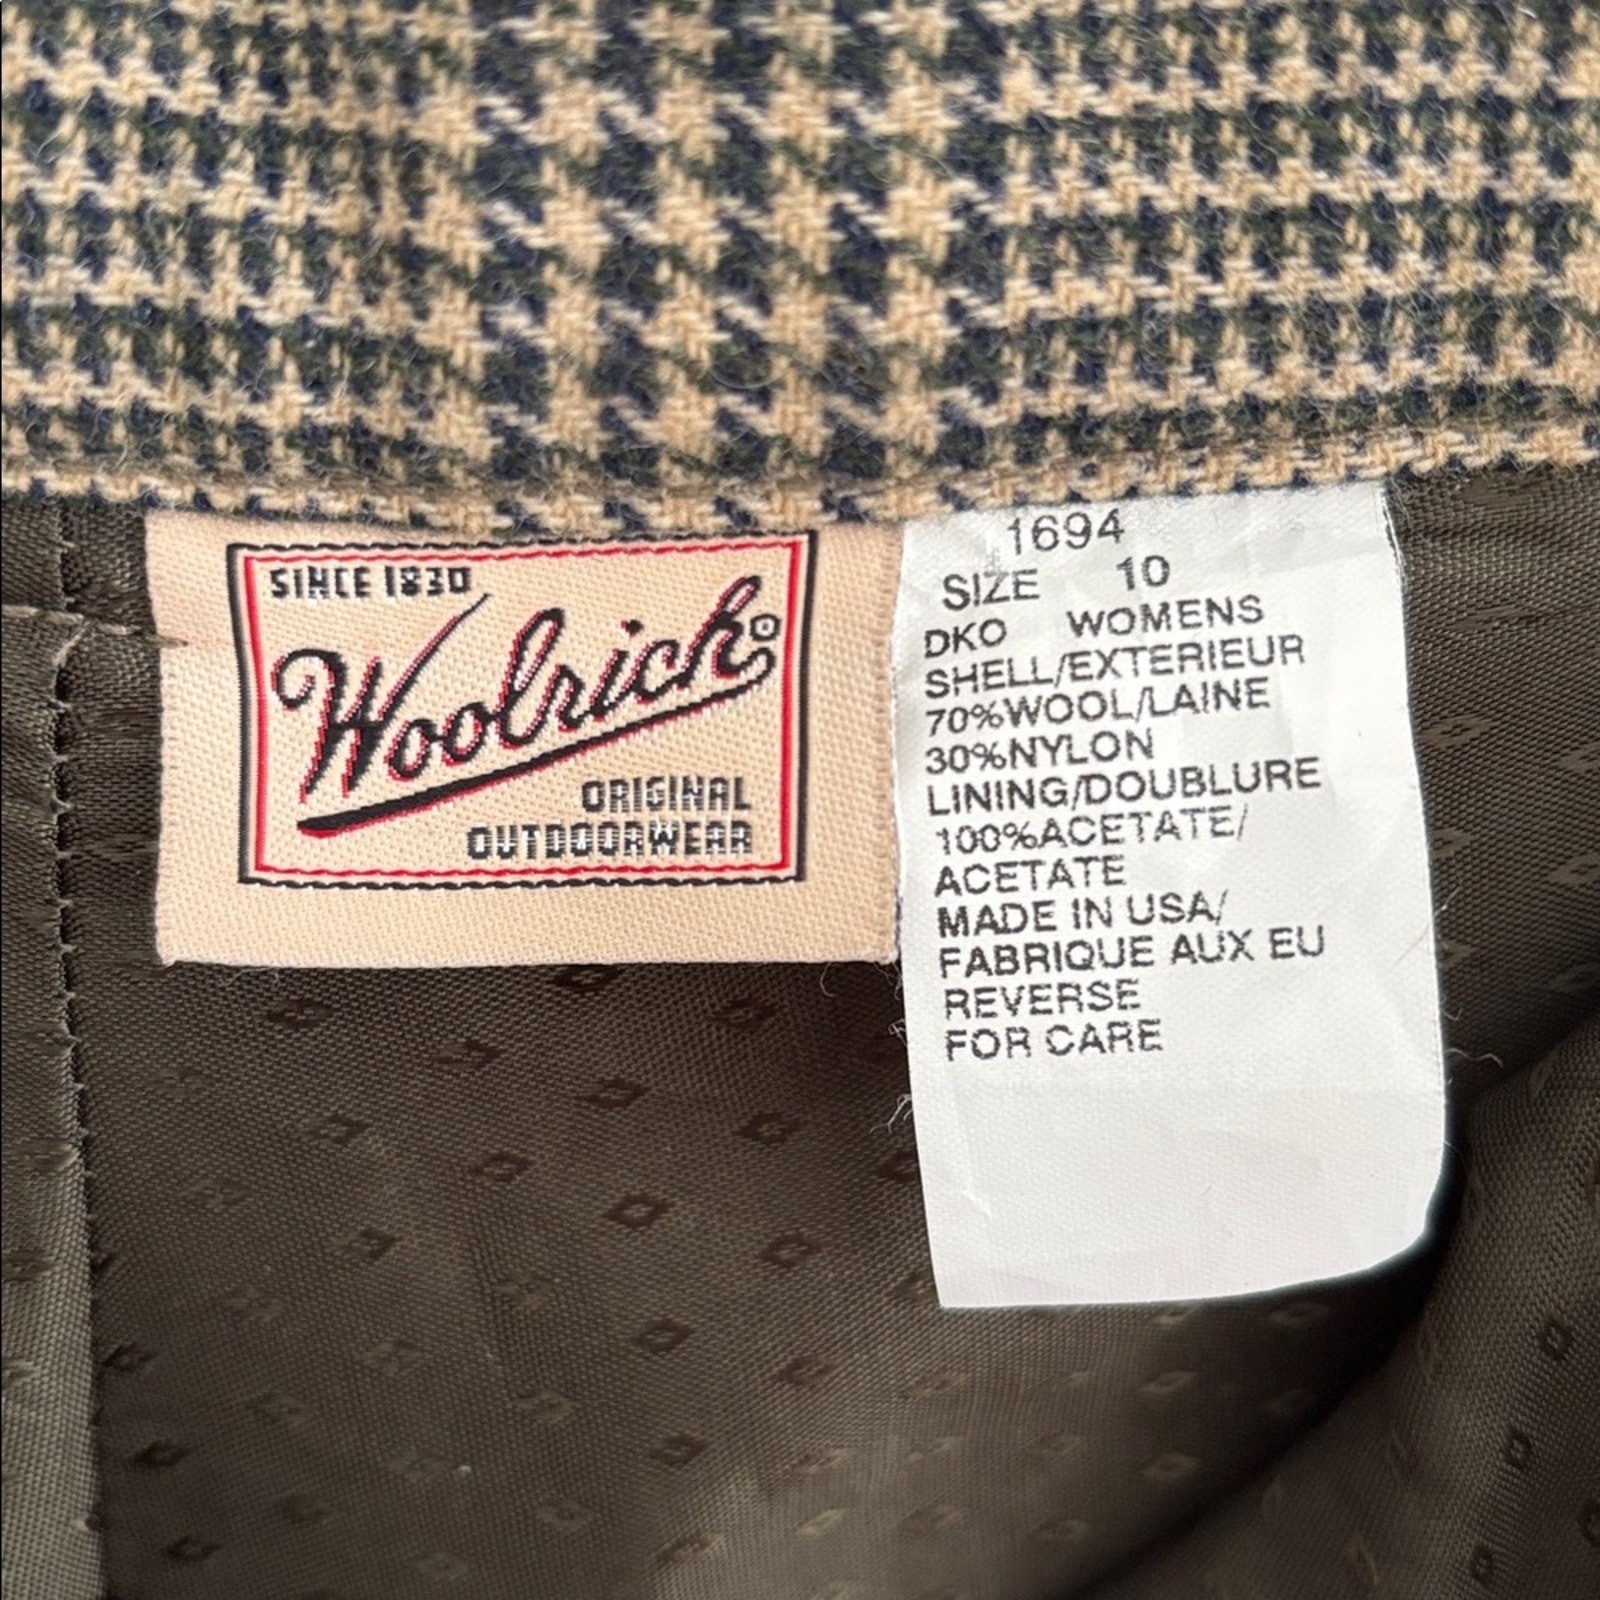 SINCE 1830
Woolrich®
ORIGINAL
OUTDOORWEAR
1694
SIZE 10
DKO WOMENS
SHELL/EXTERIEUR
70%WOOL/LAINE
30%NYLON
LINING/DOUBLURE
100%ACETATE/
ACETATE
MADE IN USA/
FABRIQUE AUX EU
REVERSE
FOR CARE